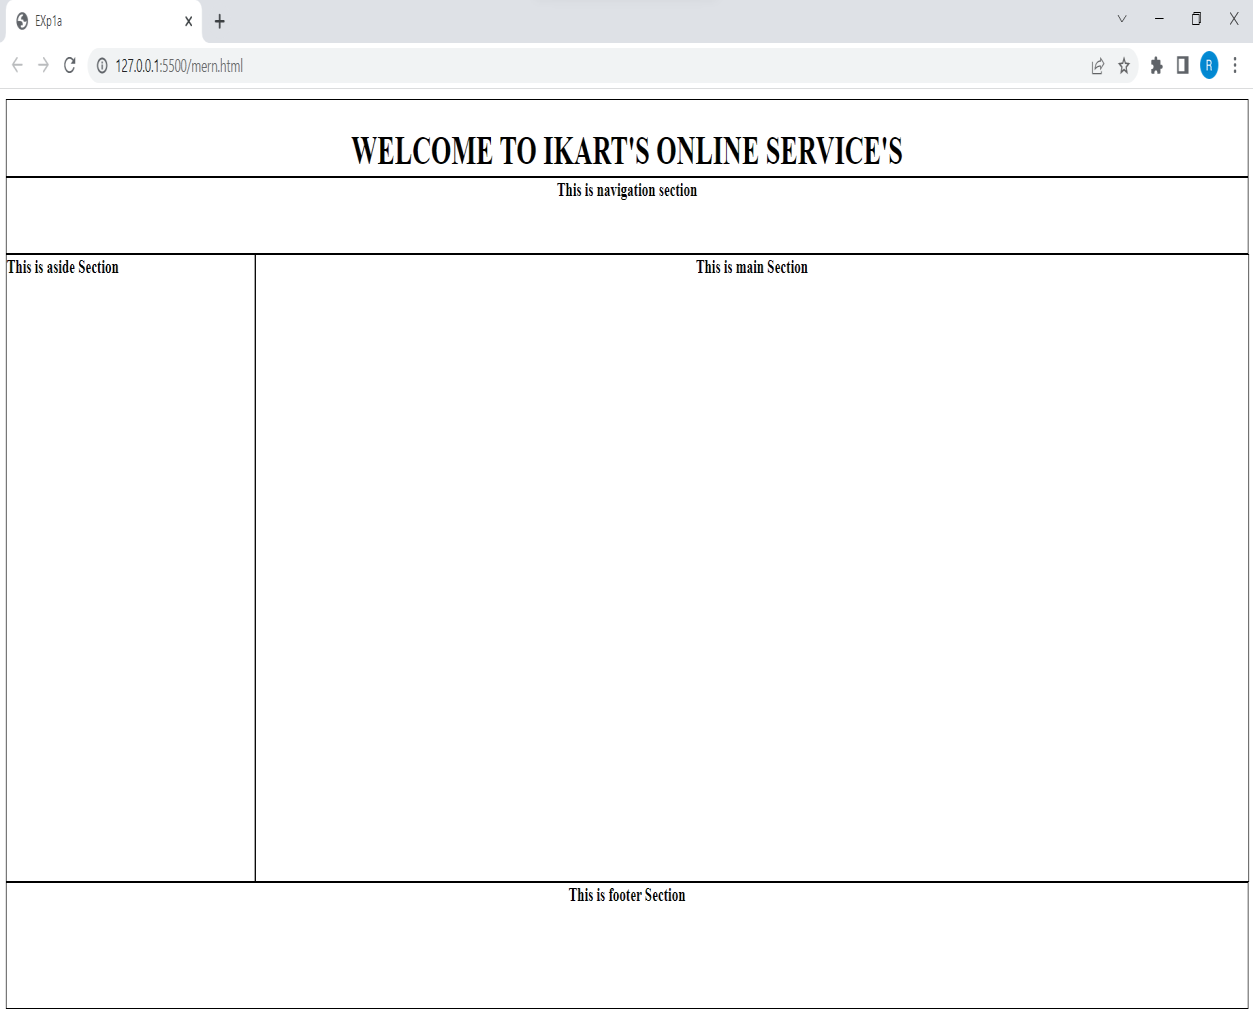 EXp1a
127.0.0.1:5500/mern.html
R
WELCOME TO IKART'S ONLINE SERVICE'S
This is navigation section
This is aside Section
This is main Section
This is footer Section